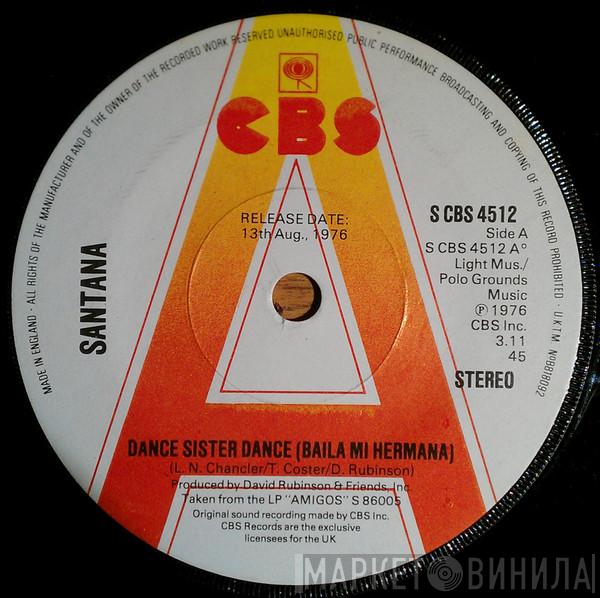 MADE IN ENGLAND · ALL RIGHTS OF THE MANUFACTURER AND OF THE OWNER OF THE RECORDED WORK RESERVED UNAUTHORISED PUBLIC PERFORMANCE BROADCASTING AND COPYING OF THIS RECORD PROHIBITED · U.K.T.M. No BB18092
CBS
RELEASE DATE:
13th Aug., 1976
SANTANA
S CBS 4512
Side A
S CBS 4512 A°
Light Mus./
Polo Grounds
Music
Ⓟ 1976
CBS Inc.
3.11
45
STEREO
A
DANCE SISTER DANCE (BAILA MI HERMANA)
(L. N. Chancler/T. Coster/D. Rubinson)
Produced by David Rubinson & Friends, Inc.
Taken from the LP "AMIGOS" S 86005
Original sound recording made by CBS Inc.
CBS Records are the exclusive
licensees for the UK
МАРКЕТ ВИНИЛА